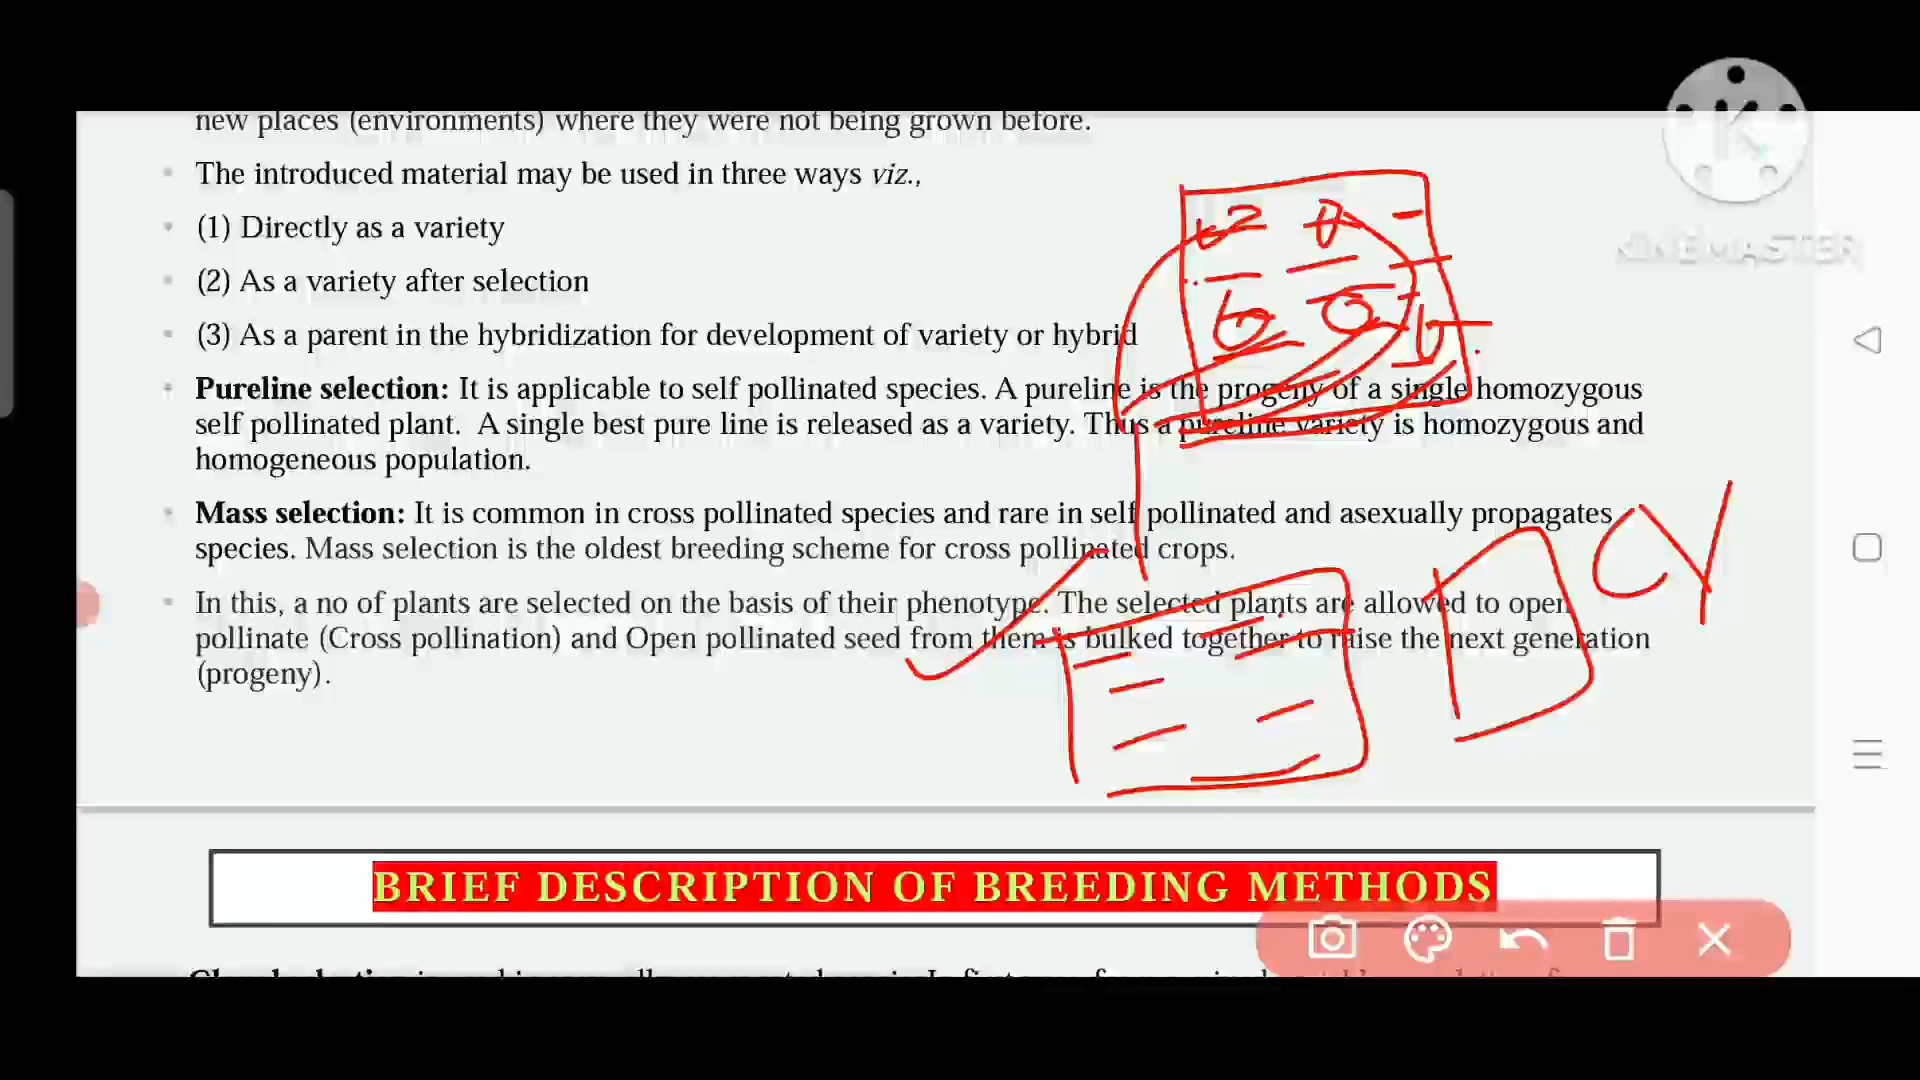 new places (environments) where they were not being grown before.
KINEMASTER
The introduced material may be used in three ways viz.,
(1) Directly as a variety
(2) As a variety after selection
(3) As a parent in the hybridization for development of variety or hybrid
Pureline selection: It is applicable to self pollinated species. A pureline is the progeny of a single homozygous
self pollinated plant. A single best pure line is released as a variety. Thus a pureline variety is homozygous and
homogeneous population.
Mass selection: It is common in cross pollinated species and rare in self pollinated and asexually propagates
species. Mass selection is the oldest breeding scheme for cross pollinated crops.
In this, a no of plants are selected on the basis of their phenotype. The selected plants are allowed to open
pollinate (Cross pollination) and Open pollinated seed from them is bulked together to raise the next generation
(progeny).
BRIEF DESCRIPTION OF BREEDING METHODS